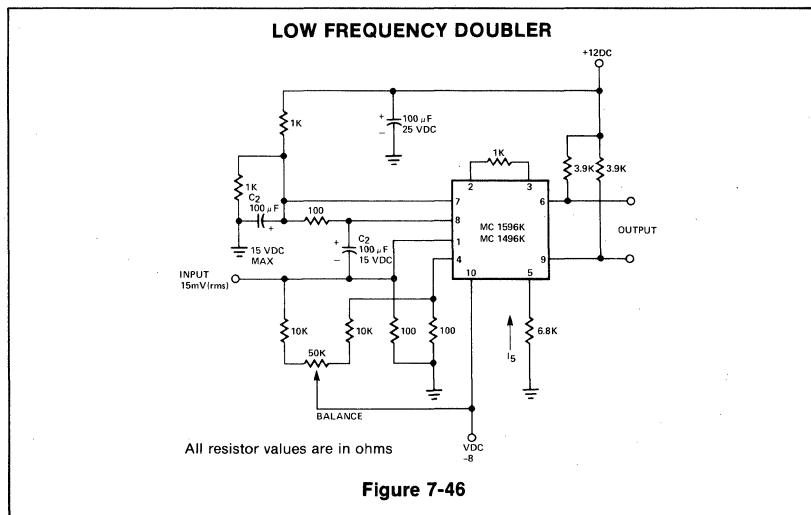 LOW FREQUENCY DOUBLER
+12DC
+ 100 μF
− 25 VDC
1K
1K
3.9K 3.9K
2 3
1K
C2
100 μF
+
100
7
8
1
4
10
MC 1596K
MC 1496K
6
9
5
OUTPUT
15 VDC
MAX
+ C2
100 μF
− 15 VDC
INPUT
15mV(rms)
10K
10K
100
100
I5
6.8K
50K
BALANCE
All resistor values are in ohms
VDC
-8
Figure 7-46